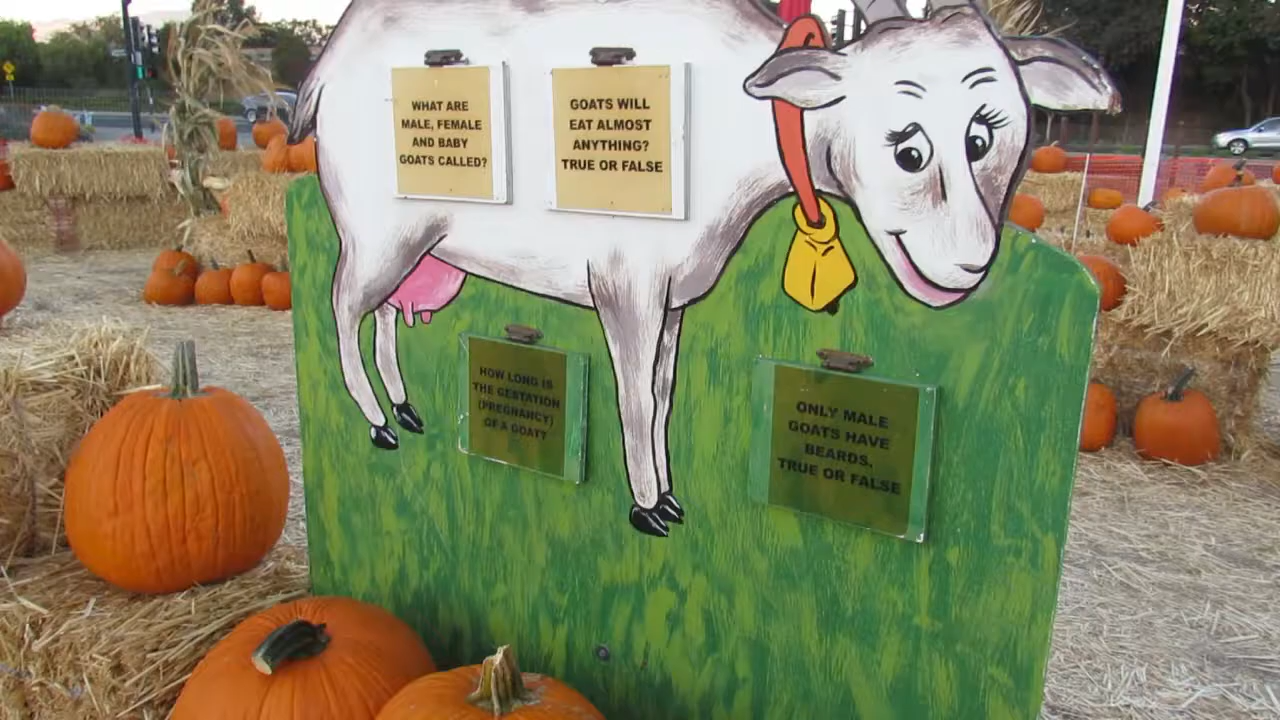 WHAT ARE
MALE, FEMALE
AND BABY
GOATS CALLED?
GOATS WILL
EAT ALMOST
ANYTHING?
TRUE OR FALSE
HOW LONG IS
THE GESTATION
(PREGNANCY)
OF A GOAT?
ONLY MALE
GOATS HAVE
BEARDS.
TRUE OR FALSE